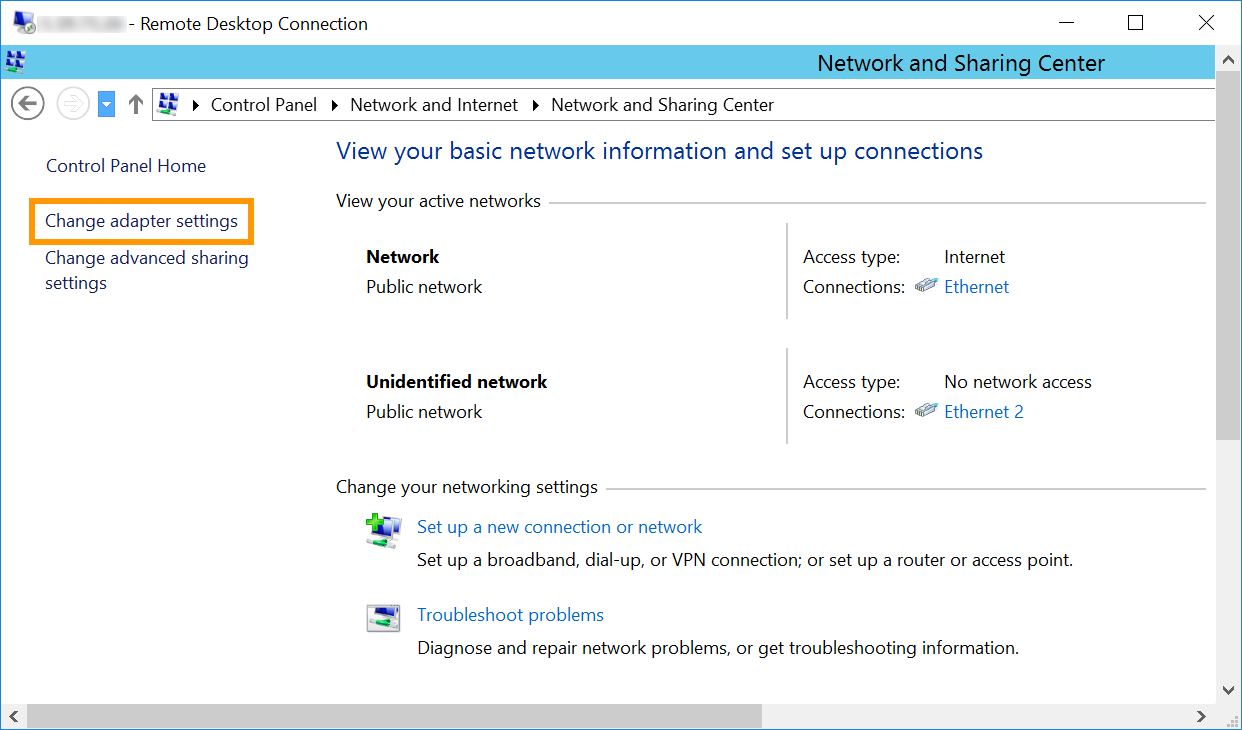 - Remote Desktop Connection
Network and Sharing Center
Control Panel Network and Internet Network and Sharing Center
Control Panel Home
Change adapter settings
Change advanced sharing
settings
View your basic network information and set up connections
View your active networks
Network
Public network
Access type: Internet
Connections: Ethernet
Unidentified network
Public network
Access type: No network access
Connections: Ethernet 2
Change your networking settings
Set up a new connection or network
Set up a broadband, dial-up, or VPN connection; or set up a router or access point.
Troubleshoot problems
Diagnose and repair network problems, or get troubleshooting information.